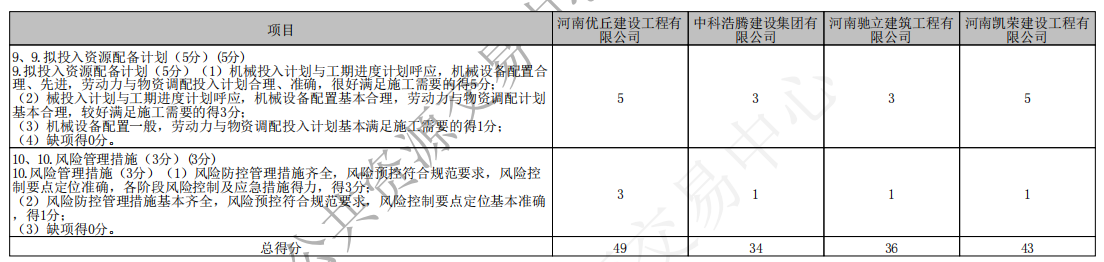 项目
河南优丘建设工程有
限公司
中科浩腾建设集团有
限公司
河南驰立建筑工程有
限公司
河南凯荣建设工程有
限公司
9、9.拟投入资源配备计划（5分）(5分)
9.拟投入资源配备计划（5分）（1）机械投入计划与工期进度计划呼应，机械设备配置合
理、先进，劳动力与物资调配投入计划合理、准确，很好满足施工需要的得5分；
（2）械投入计划与工期进度计划呼应，机械设备配置基本合理，劳动力与物资调配计划
基本合理，较好满足施工需要的得3分；
（3）机械设备配置一般，劳动力与物资调配投入计划基本满足施工需要的得1分；
（4）缺项得0分。
5
3
3
5
10、10.风险管理措施（3分）(3分)
10.风险管理措施（3分）（1）风险防控管理措施齐全，风险预控符合规范要求，风险控
制要点定位准确，各阶段风险控制及应急措施得力，得3分；
（2）风险防控管理措施基本齐全，风险预控符合规范要求，风险控制要点定位基本准确
，得1分；
（3）缺项得0分。
3
1
1
1
总得分
49
34
36
43
公共资源交易
交易中心